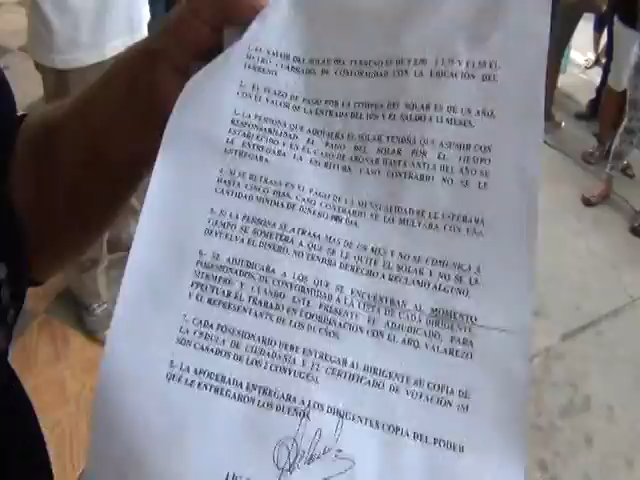 1.-EL VALOR DEL SOLAR DEL TERRENO ES DE
METRO CUADRADO DE CONFORMIDAD CON LA UBICACION DEL
TERRENO
2.- EL PLAZO DE PAGO POR LA COMPRA DEL SOLAR ES DE UN AÑO,
CON EL VALOR DE LA ENTRADA DEL Y EL SALDO A 12 MESES.
3.-LA PERSONA QUE ADQUIERA EL SOLAR TENDRA QUE ASUMIR CON
RESPONSABILIDAD EL PAGO DEL SOLAR POR EL TIEMPO
ESTABLECIDO Y EN EL CASO DE ABONAR HASTA ANTES DEL AÑO SE
LE ENTREGARA LA ESCRITURA CASO CONTRARIO NO SE LE
ENTREGARA.
4.-SI SE RETRASA EN EL PAGO DE LA MENSUALIDAD SE LE ESPERARA
HASTA CINCO DIAS, CASO CONTRARIO SE LO MULTARA CON UNA
CANTIDAD MINIMA DE DINERO POR DIA.
5.-SI LA PERSONA SE ATRASA MAS DE UN MES Y NO SE COMUNICA A
TIEMPO SE SOMETERA A QUE SE LE QUITE EL SOLAR Y NO SE LE
DEVUELVA EL DINERO, NO TENDRA DERECHO A RECLAMO ALGUNO.
6.- SE ADJUDICARA A LOS QUE SE ENCUENTRAN AL MOMENTO
POSESIONADOS, DE CONFORMIDAD A LA LISTA DE CADA DIRIGENTE
SIEMPRE Y CUANDO ESTE PRESENTE EL ADJUDICADO, PARA
EFECTUAR EL TRABAJO EN COORDINACION CON EL ARQ. VALAREZO
Y EL REPRESENTANTE DE LOS DUEÑOS.
7.- CADA POSESIONARIO DEBE ENTREGAR AL DIRIGENTE SU COPIA DE
LA CEDULA DE CIUDADANIA Y EL CERTIFICADO DE VOTACION (SI
SON CASADOS DE LOS 2 CONYUGES).
8.- LA APODERADA ENTREGARA A LOS DIRIGENTES COPIA DEL PODER
QUE LE ENTREGARON LOS DUEÑOS